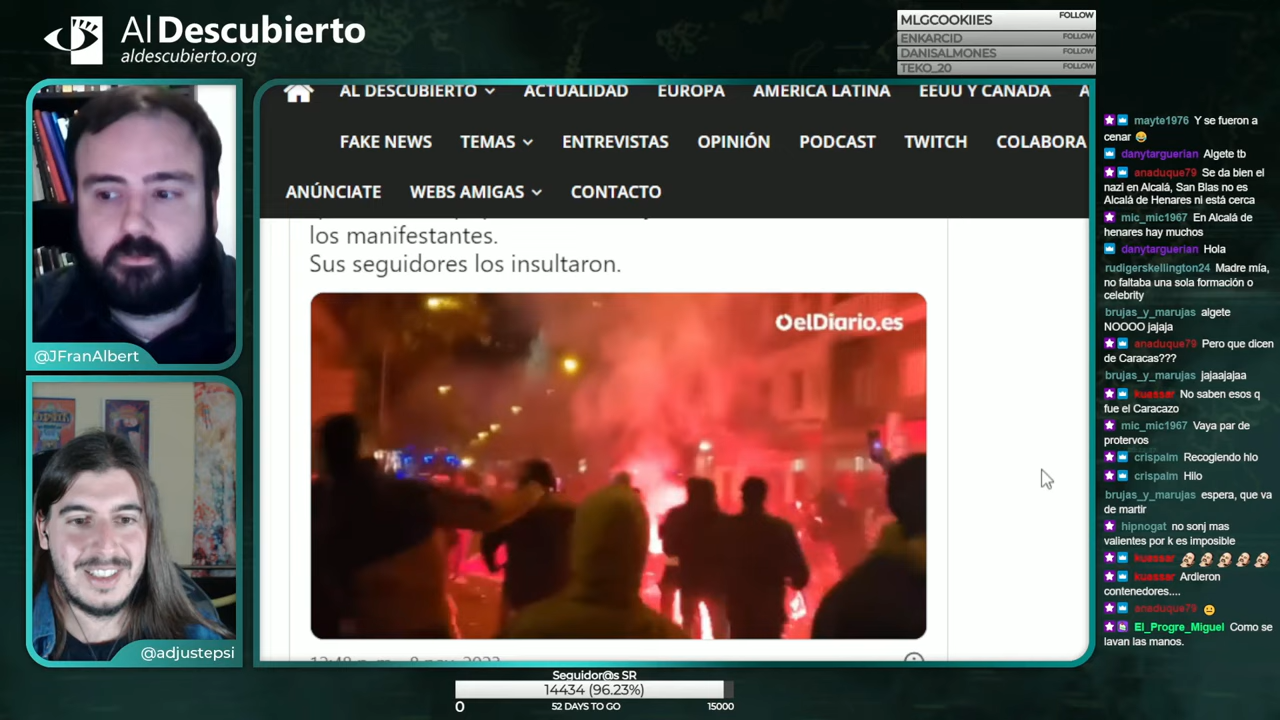 Al Descubierto
aldescubierto.org
MLGCOOKIIES FOLLOW
ENKARCID FOLLOW
DANISALMONES FOLLOW
TEKO_20 FOLLOW
AL DESCUBIERTO ACTUALIDAD EUROPA AMÉRICA LATINA EEUU Y CANADÁ A
FAKE NEWS TEMAS ENTREVISTAS OPINIÓN PODCAST TWITCH COLABORA
ANÚNCIATE WEBS AMIGAS CONTACTO
los manifestantes.
Sus seguidores los insultaron.
elDiario.es
@JFranAlbert
@adjustepsi
mayte1976 Y se fueron a
cenar
danytarguerian Algete tb
anaduque79 Se da bien el
nazi en Alcalá, San Blas no es
Alcalá de Henares ni está cerca
mic_mic1967 En Alcalá de
henares hay muchos
danytarguerian Hola
rudigerskellington24 Madre mía,
no faltaba una sola formación o
celebrity
brujas_y_marujas algete
NOOOO jajaja
anaduque79 Pero que dicen
de Caracas???
brujas_y_marujas jajaajajaa
kuassar No saben esos q
fue el Caracazo
mic_mic1967 Vaya par de
protervos
crispalm Recogiendo hlo
crispalm Hilo
brujas_y_marujas espera, que va
de martir
hipnogat no sonj mas
valientes por k es imposible
kuassar
kuassar Ardieron
contenedores....
anaduque79
El_Progre_Miguel Como se
lavan las manos.
Seguidor@s SR
14434 (96.23%)
0 52 DAYS TO GO 15000